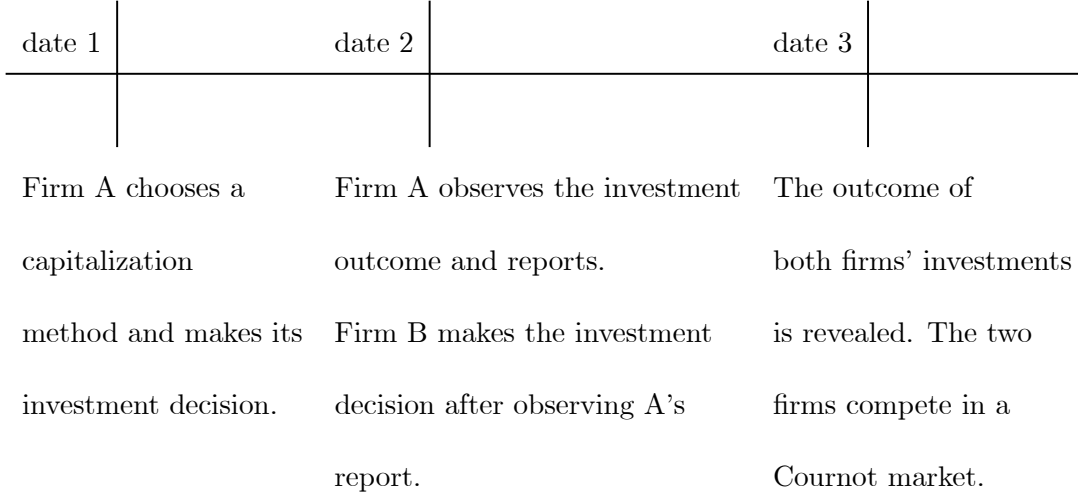 date 1
date 2
date 3
Firm A chooses a
capitalization
method and makes its
investment decision.
Firm A observes the investment
outcome and reports.
Firm B makes the investment
decision after observing A's
report.
The outcome of
both firms' investments
is revealed. The two
firms compete in a
Cournot market.